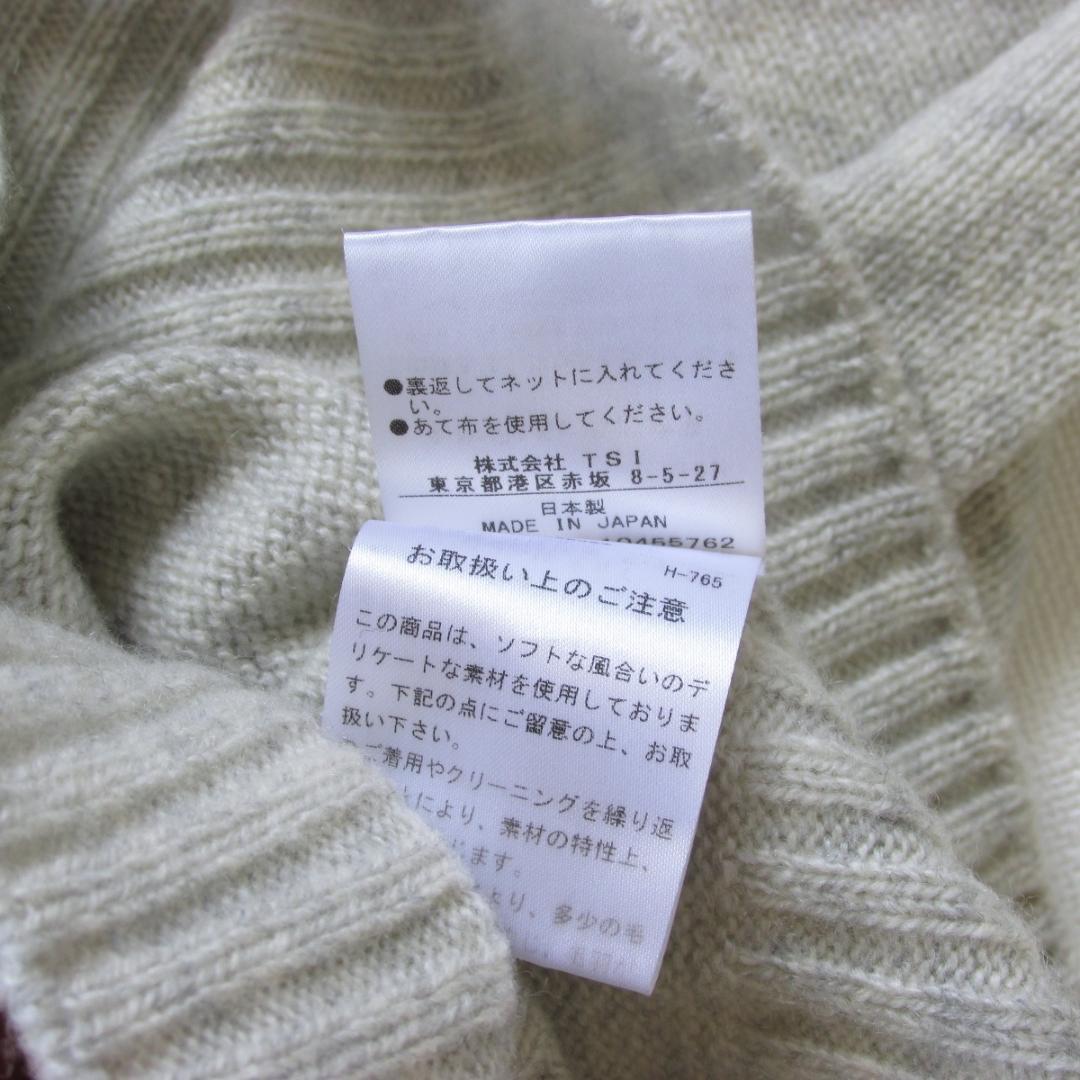 ●裏返してネットに入れてくださ
い。
●あて布を使用してください。
株式会社 TSI
東京都港区赤坂 8-5-27
日本製
MADE IN JAPAN
10455762
H-765
お取扱い上のご注意
この商品は、ソフトな風合いのデ
リケートな素材を使用しておりま
す。下記の点にご留意の上、お取
扱い下さい。
ご着用やクリーニングを繰り返
により、素材の特性上、
ます。
より、多少の毛